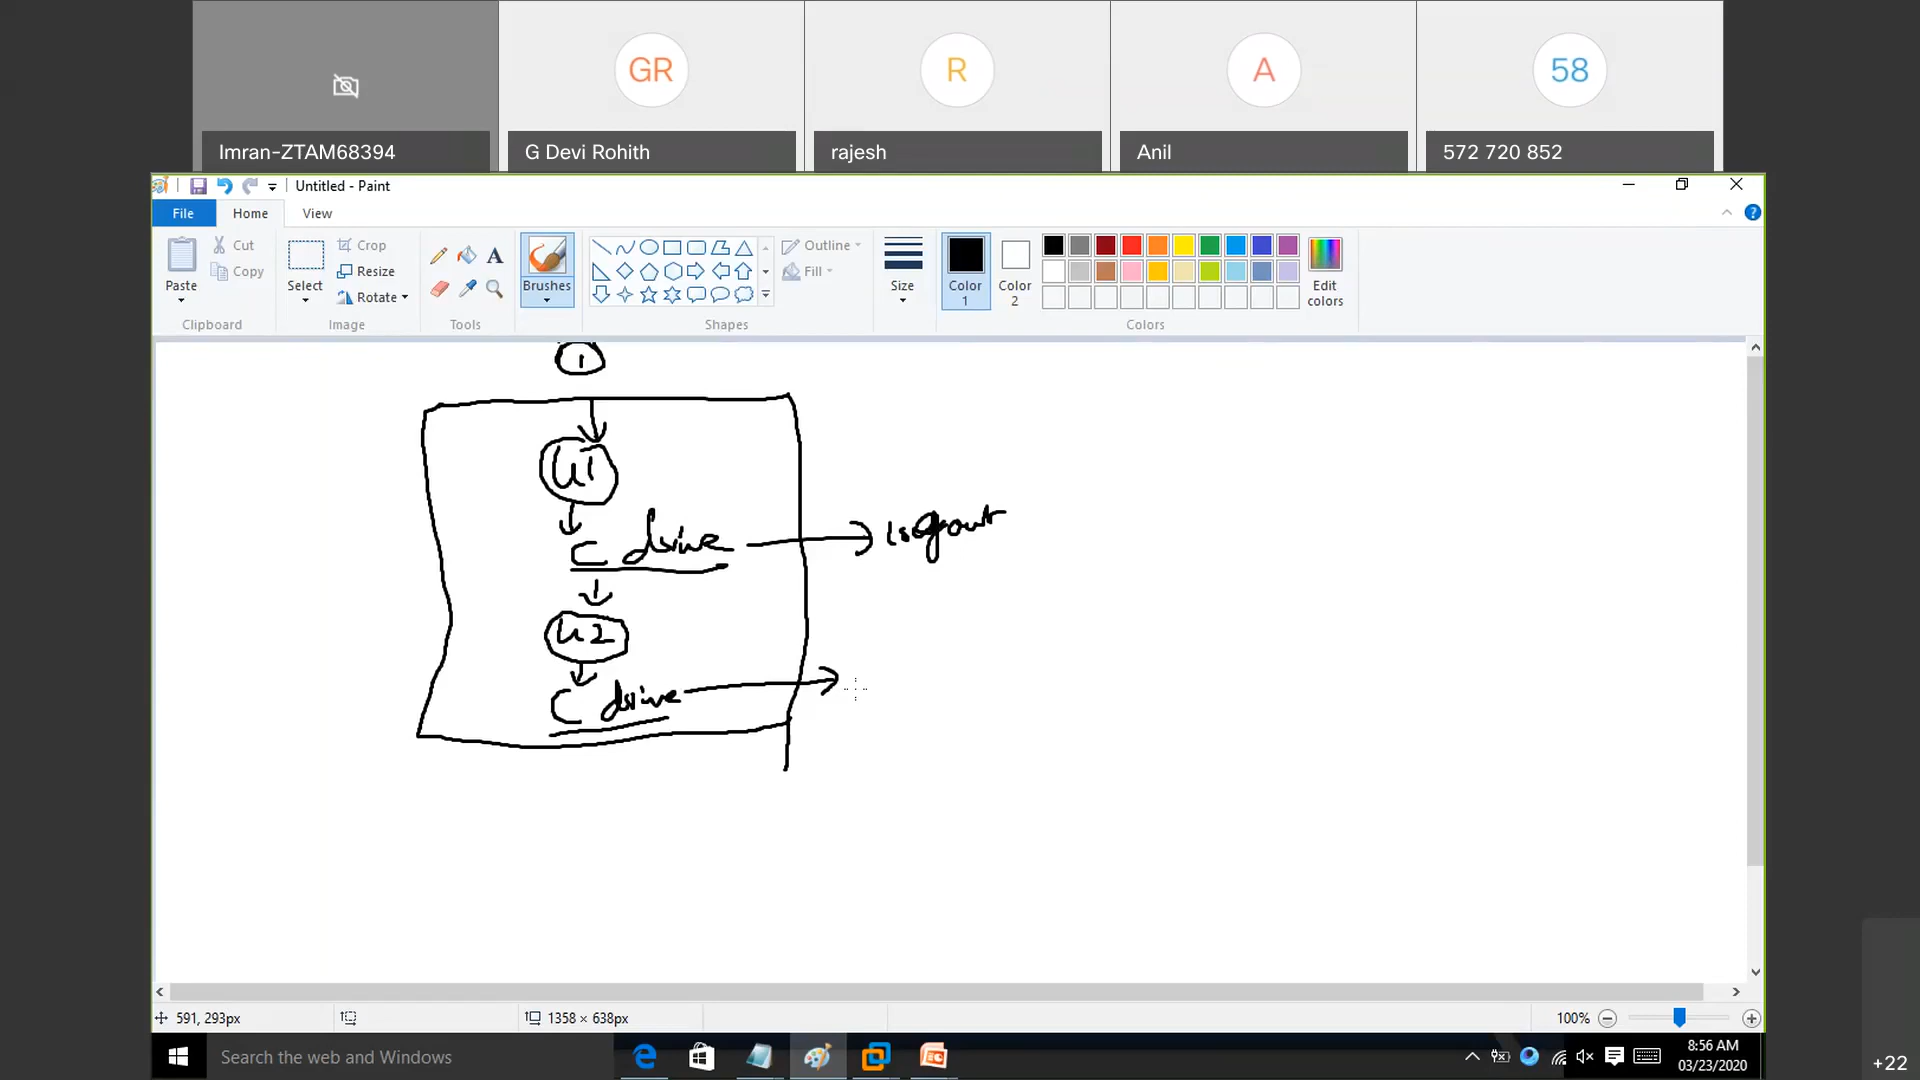 GR
R
A
58
Imran-ZTAM68394
G Devi Rohith
rajesh
Anil
572 720 852
Untitled - Paint
File
Home
View
Paste
Cut
Copy
Clipboard
Select
Crop
Resize
Rotate
Image
Tools
Brushes
Shapes
Outline
Fill
Size
Color 1
Color 2
Edit colors
Colors
1
U1
C drive
logout
U2
C drive
591, 293px
1358 × 638px
100%
Search the web and Windows
8:56 AM
03/23/2020
+22